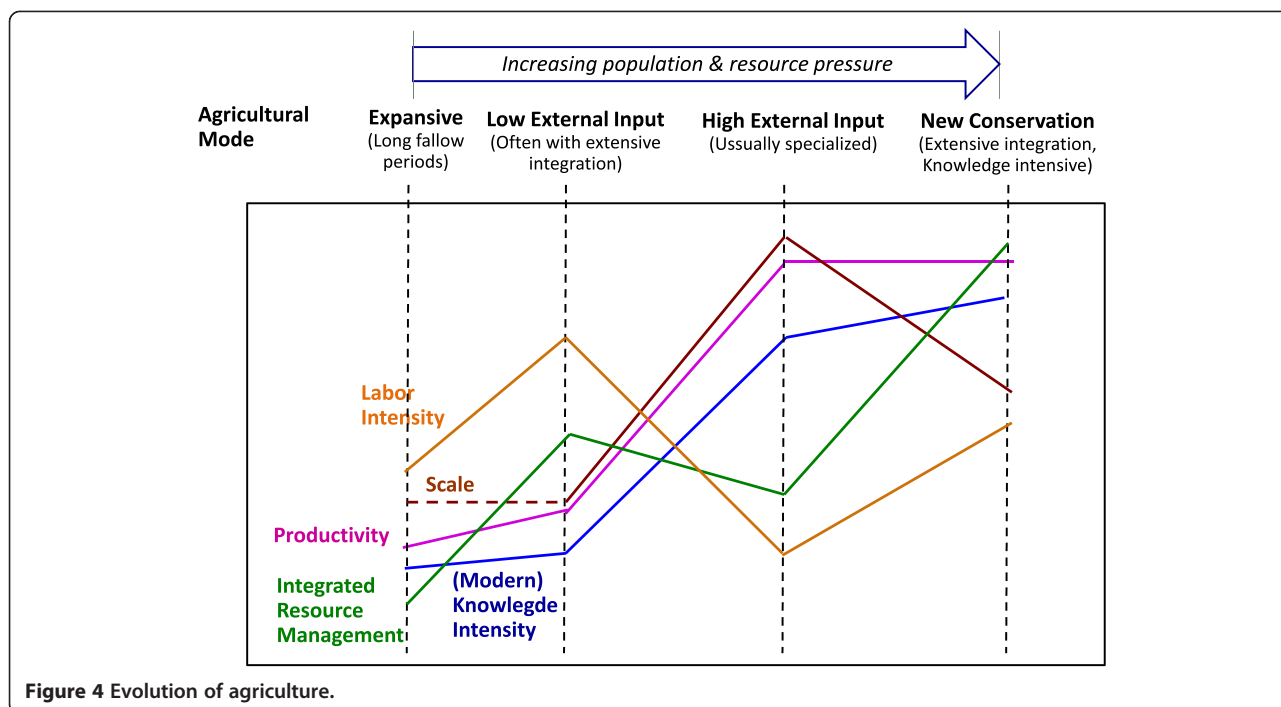 Increasing population & resource pressure
Agricultural
Mode
Expansive
(Long fallow
periods)
Low External Input
(Often with extensive
integration)
High External Input
(Ussually specialized)
New Conservation
(Extensive integration,
Knowledge intensive)
Labor
Intensity
Scale
Productivity
Integrated
Resource
Management
(Modern)
Knowlegde
Intensity
Figure 4 Evolution of agriculture.